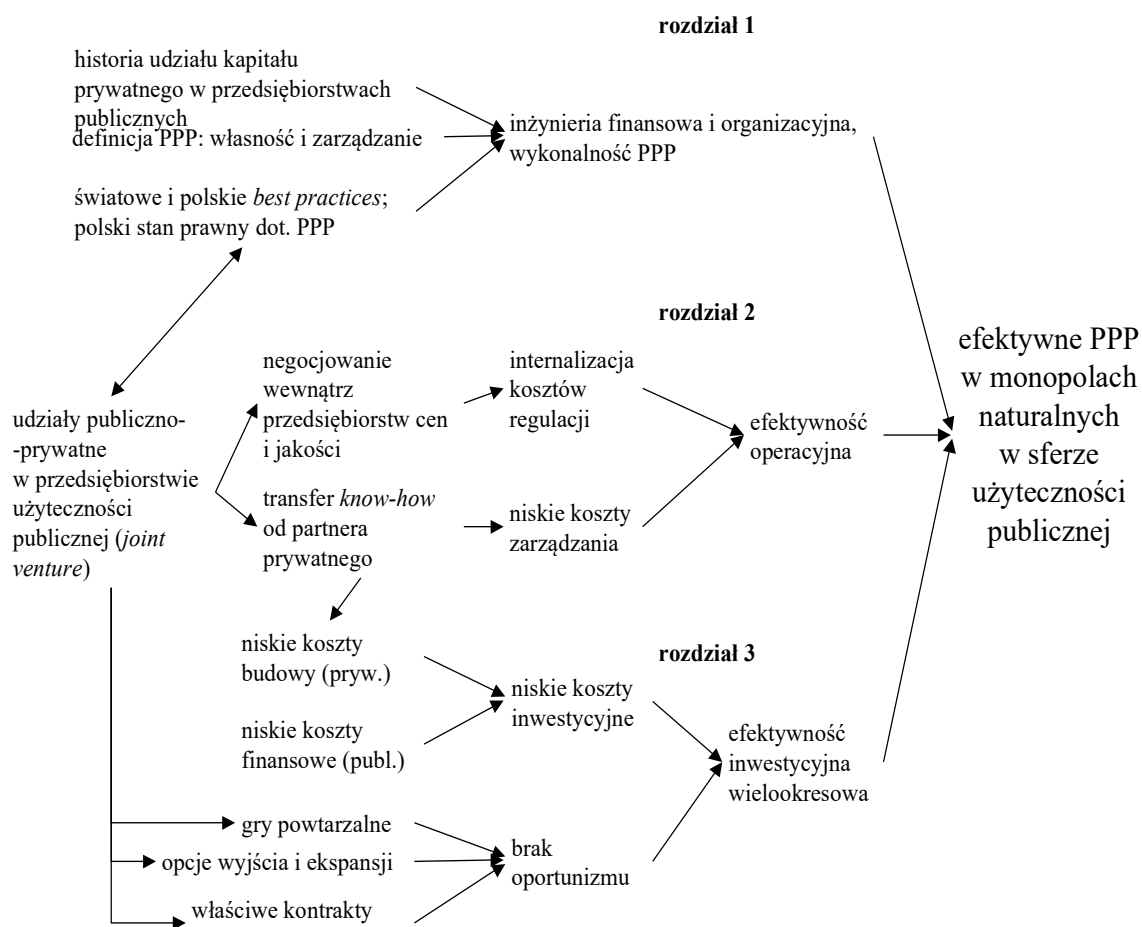 rozdział 1
historia udziału kapitału
prywatnego w przedsiębiorstwach
publicznych
definicja PPP: własność i zarządzanie
światowe i polskie best practices;
polski stan prawny dot. PPP
inżynieria finansowa i organizacyjna,
wykonalność PPP
rozdział 2
udziały publiczno-
-prywatne
w przedsiębiorstwie
użyteczności
publicznej (joint
venture)
negocjowanie
wewnątrz
przedsiębiorstw cen
i jakości
transfer know-how
od partnera
prywatnego
internalizacja
kosztów
regulacji
niskie koszty
zarządzania
efektywność
operacyjna
efektywne PPP
w monopolach
naturalnych
w sferze
użyteczności
publicznej
rozdział 3
niskie koszty
budowy (pryw.)
niskie koszty
finansowe (publ.)
niskie koszty
inwestycyjne
efektywność
inwestycyjna
wielookresowa
gry powtarzalne
opcje wyjścia i ekspansji
właściwe kontrakty
brak
oportunizmu